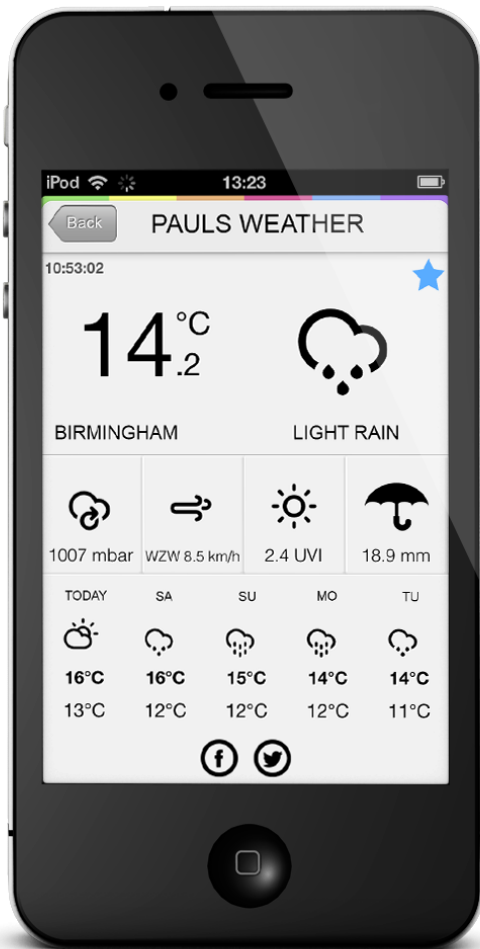 iPod 13:23
Back PAULS WEATHER
10:53:02
14.2 °C
BIRMINGHAM LIGHT RAIN
1007 mbar WZW 8.5 km/h 2.4 UVI 18.9 mm
TODAY SA SU MO TU
16°C 16°C 15°C 14°C 14°C
13°C 12°C 12°C 12°C 11°C
f